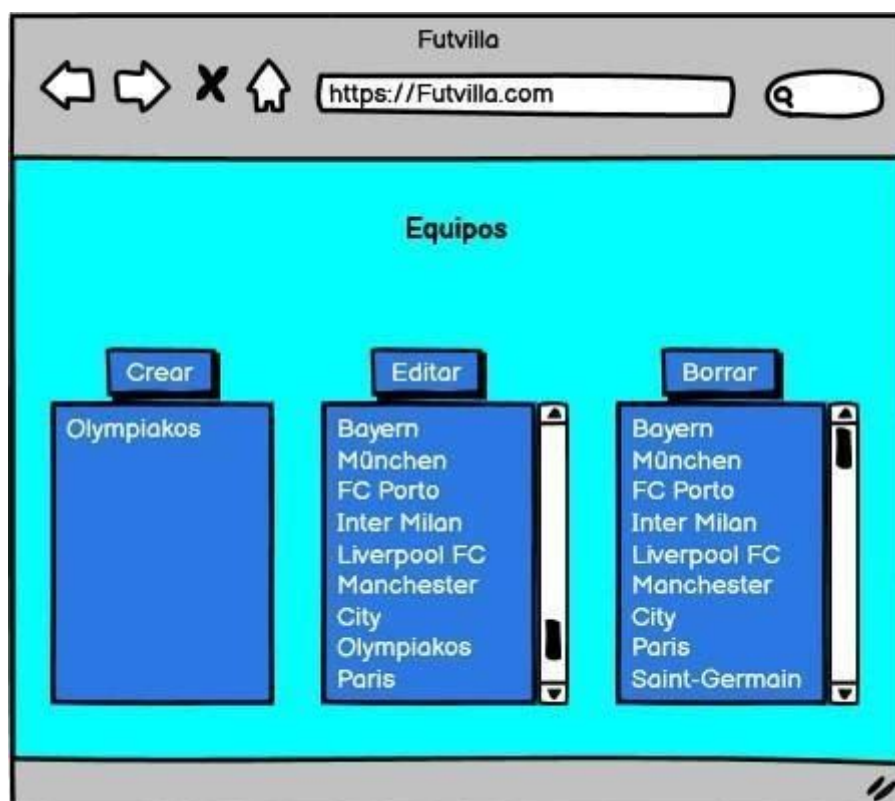 Futvilla
https://Futvilla.com
Equipos
Crear
Olympiakos
Editar
Bayern
München
FC Porto
Inter Milan
Liverpool FC
Manchester
City
Olympiakos
Paris
Borrar
Bayern
München
FC Porto
Inter Milan
Liverpool FC
Manchester
City
Paris
Saint-Germain